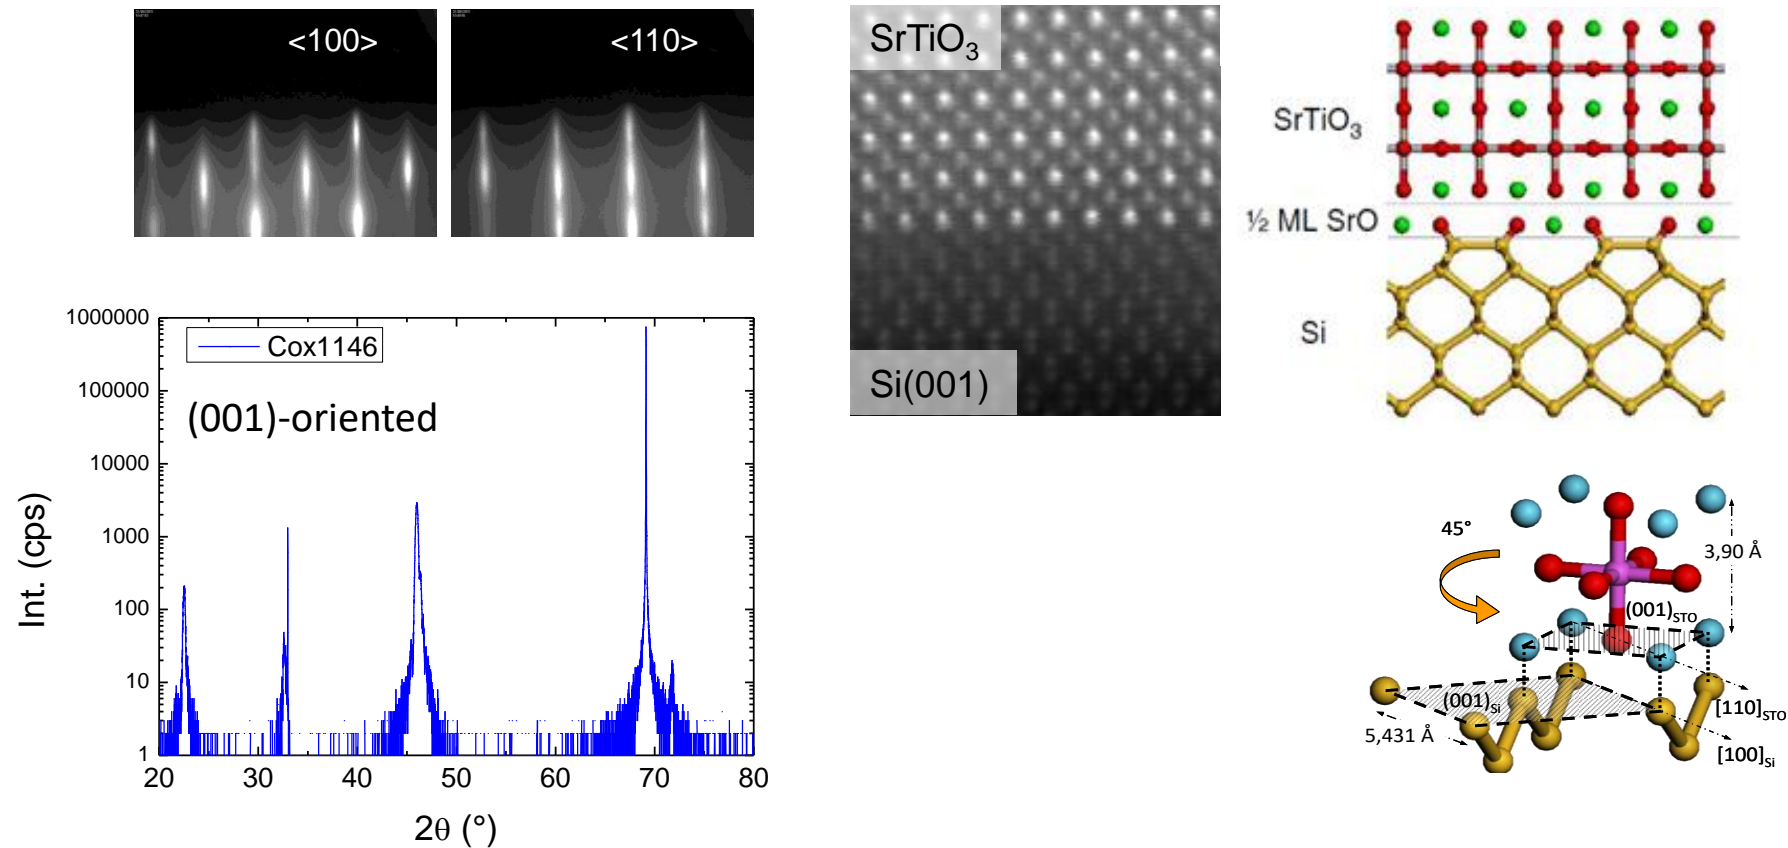 <100>
<110>
SrTiO₃
SrTiO₃
½ ML SrO
Si
Si(001)
1000000
100000
10000
1000
100
10
1
Cox1146
(001)-oriented
Int. (cps)
20 30 40 50 60 70 80
2θ (°)
45°
3,90 Å
(001)STO
(001)Si
5,431 Å
[110]STO
[100]Si